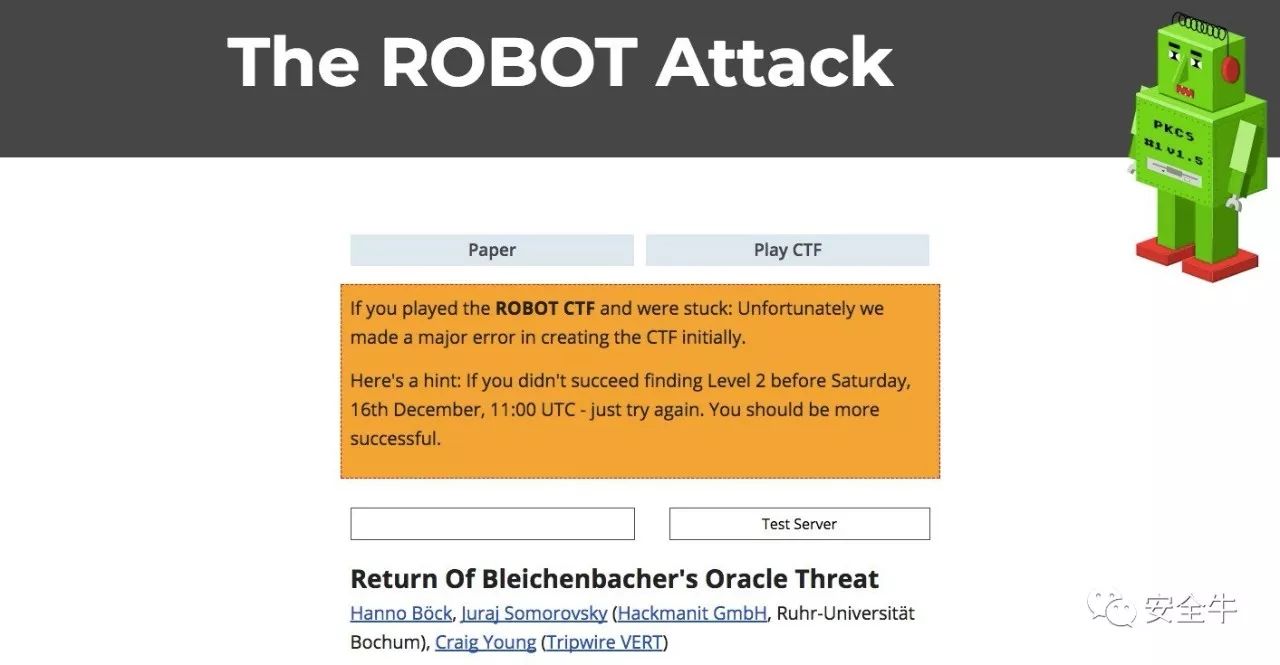 The ROBOT Attack
PKCS
#1 v1.5
Paper
Play CTF
If you played the ROBOT CTF and were stuck: Unfortunately we
made a major error in creating the CTF initially.
Here's a hint: If you didn't succeed finding Level 2 before Saturday,
16th December, 11:00 UTC - just try again. You should be more
successful.
Test Server
Return Of Bleichenbacher's Oracle Threat
Hanno Böck, Juraj Somorovsky (Hackmanit GmbH, Ruhr-Universität
Bochum), Craig Young (Tripwire VERT)
安全牛